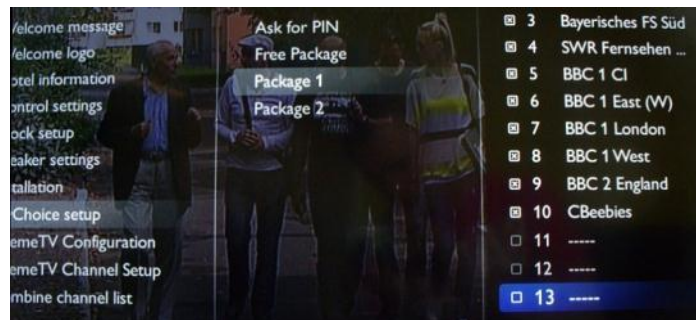 elcome message
elcome logo
otel information
ontrol settings
ock setup
eaker settings
tallation
Choice setup
emeTV Configuration
emeTV Channel Setup
mbine channel list
Ask for PIN
Free Package
Package 1
Package 2
3 Bayerisches FS Süd
4 SWR Fernsehen ...
5 BBC 1 CI
6 BBC 1 East (W)
7 BBC 1 London
8 BBC 1 West
9 BBC 2 England
10 CBeebies
11 -----
12 -----
13 -----